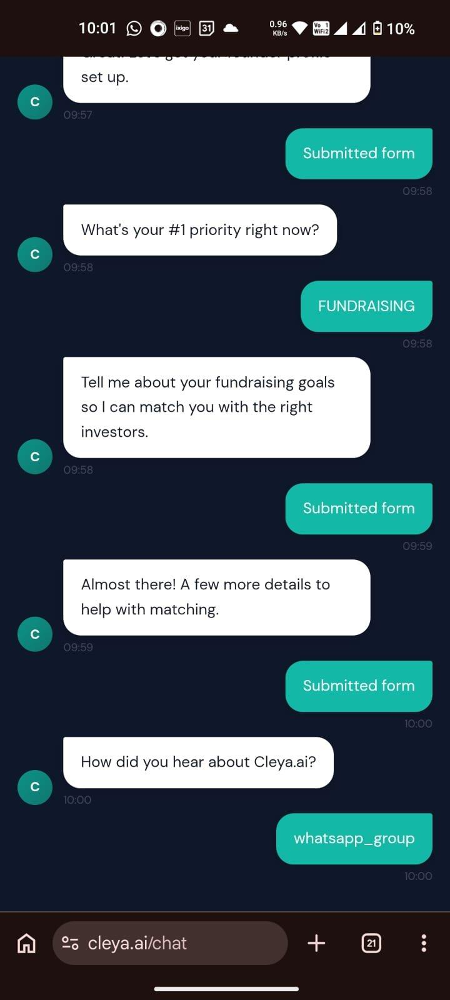 10:01
ixigo
31
0.96
KB/s
Vo 1
WiFi2
10%
set up.
C
09:57
Submitted form
09:58
What's your #1 priority right now?
C
09:58
FUNDRAISING
09:58
Tell me about your fundraising goals
so I can match you with the right
investors.
C
09:58
Submitted form
09:59
Almost there! A few more details to
help with matching.
C
09:59
Submitted form
10:00
How did you hear about Cleya.ai?
C
10:00
whatsapp_group
10:00
cleya.ai/chat
21